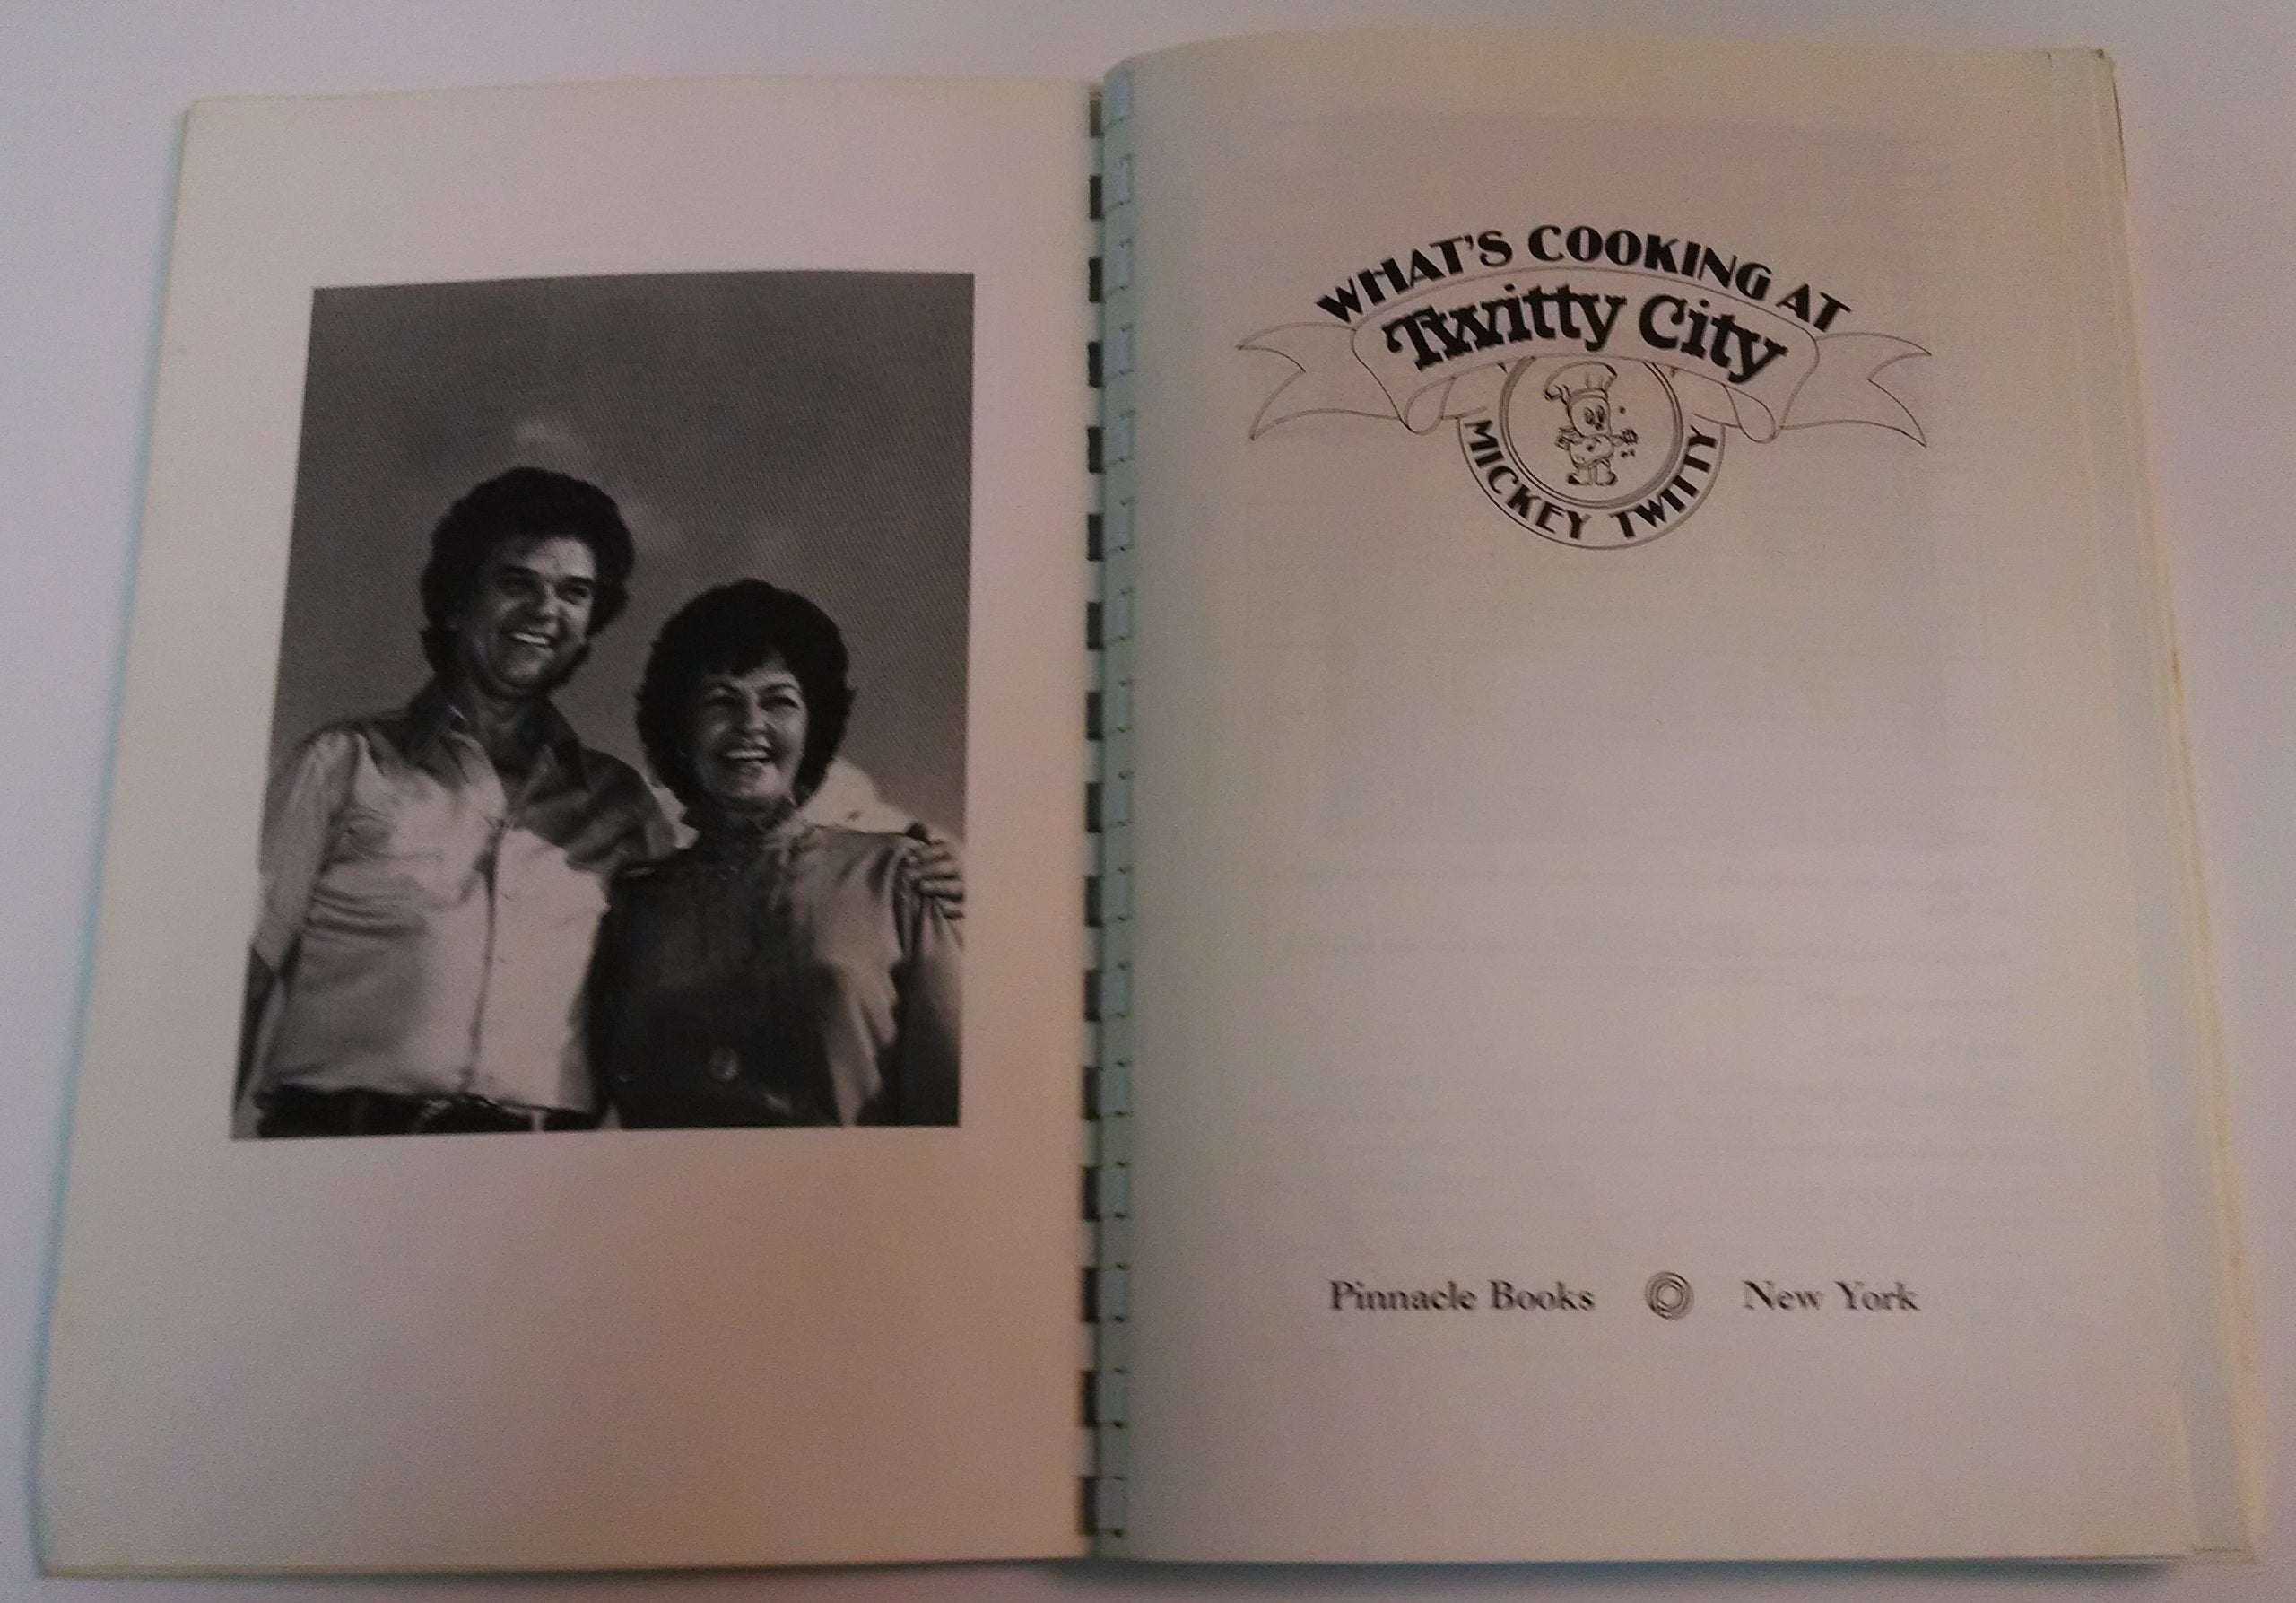 WHAT'S COOKING AT
Twitty City
MICKEY TWITTY
Pinnacle Books New York